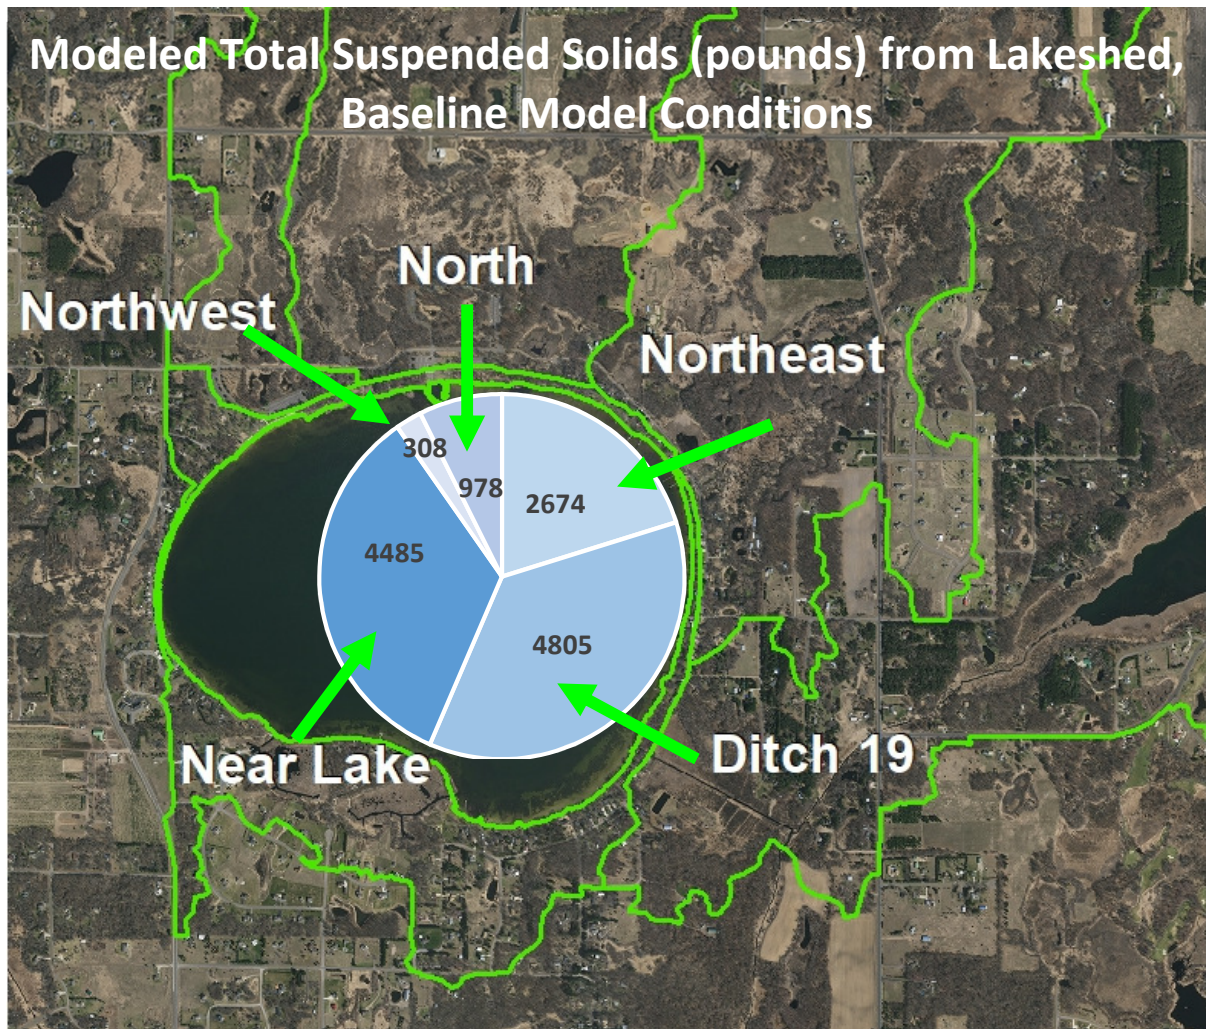 Modeled Total Suspended Solids (pounds) from Lakeshed,
Baseline Model Conditions
North
Northwest
Northeast
308
978
2674
4485
4805
Near Lake
Ditch 19